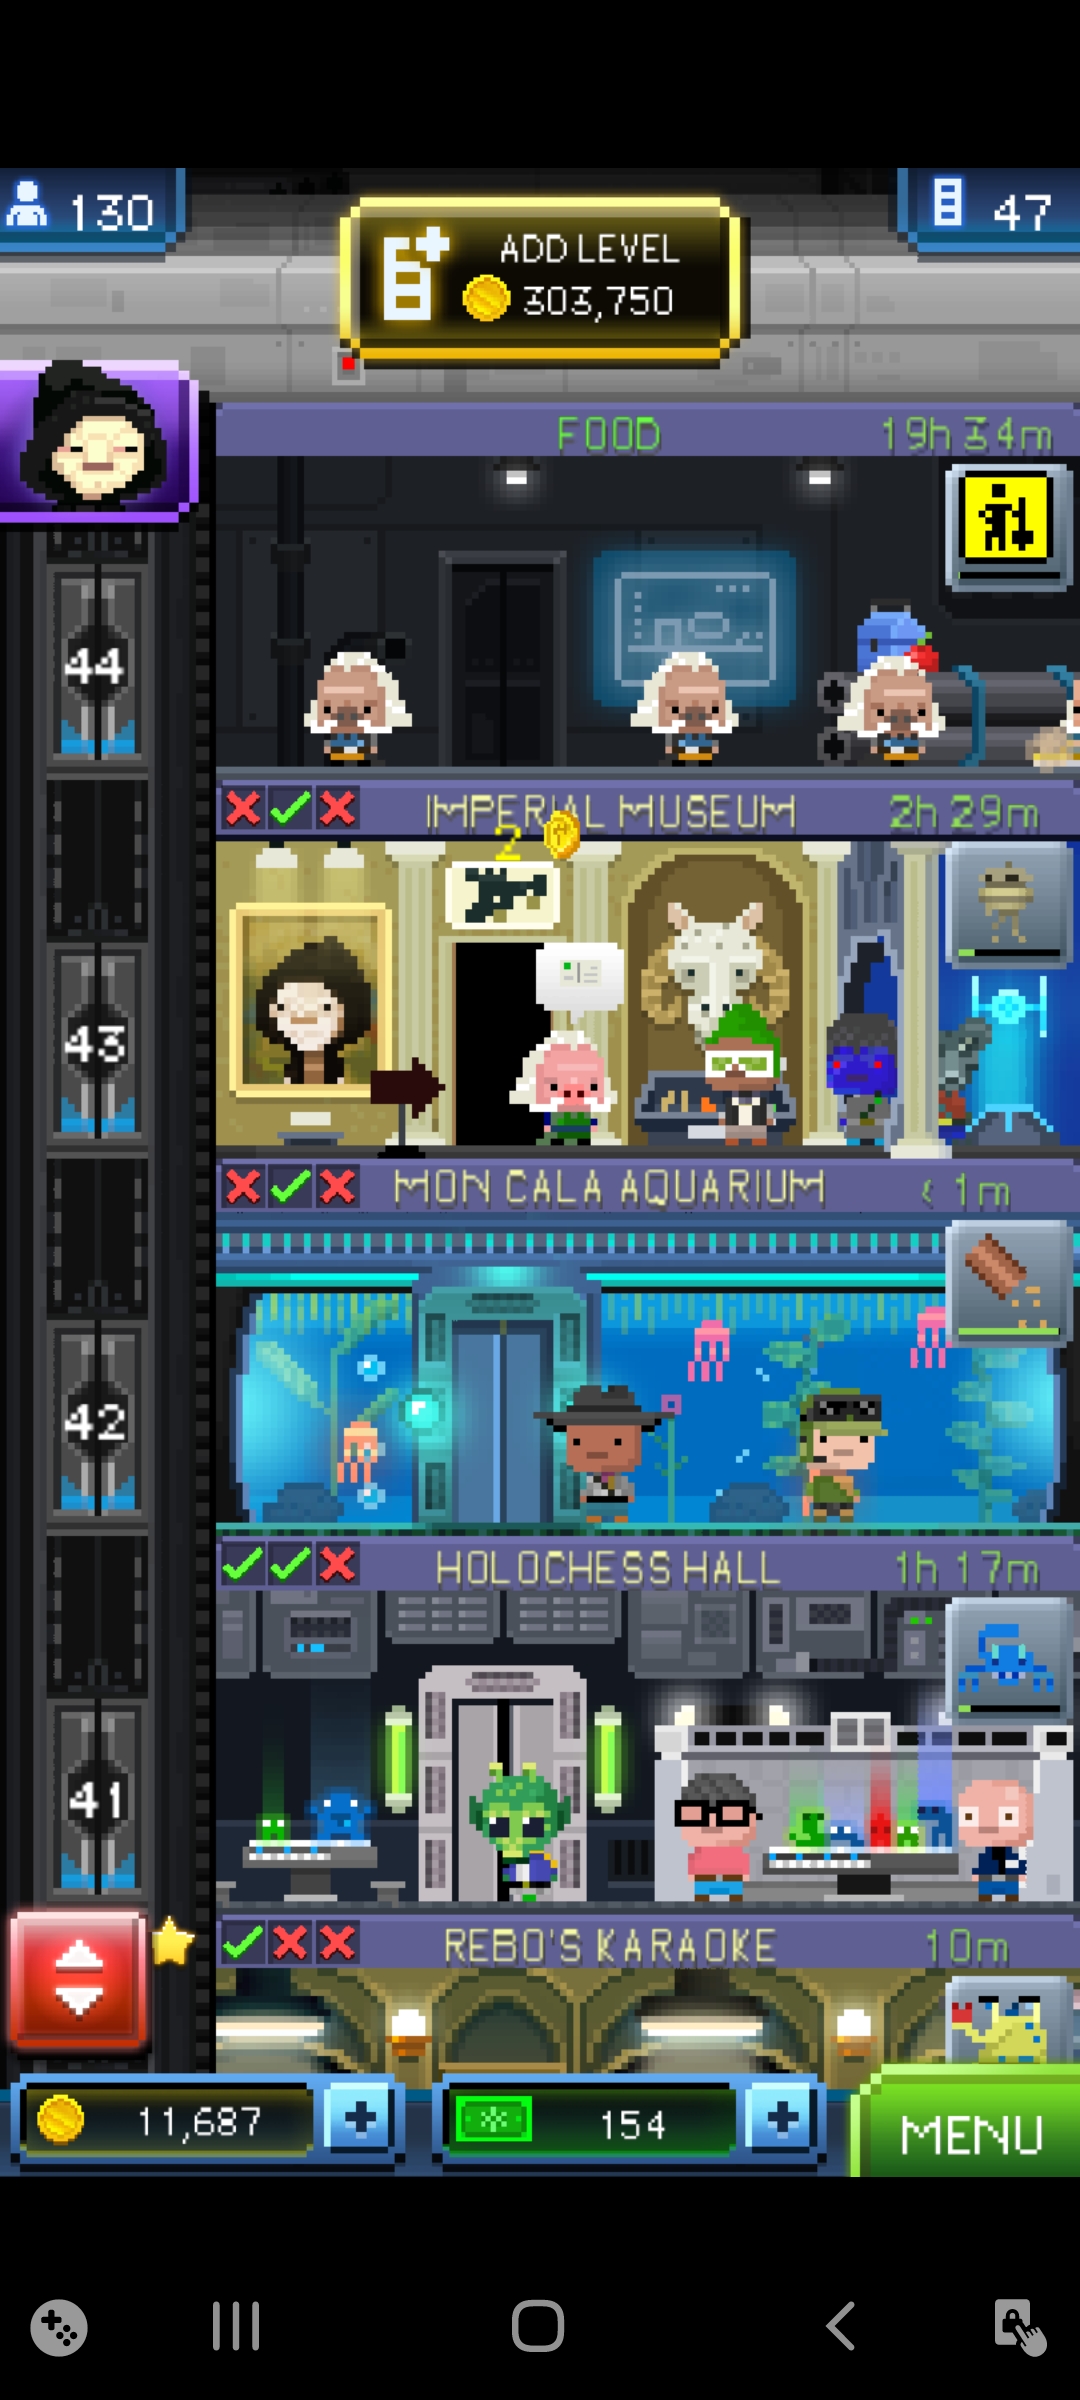 130
ADD LEVEL
303,750
47
FOOD 19h 34m
44
IMPERIAL MUSEUM 2h 29m
2
43
MON CALA AQUARIUM < 1m
42
HOLOCHESS HALL 1h 17m
41
REBO'S KARAOKE 10m
11,687
154
MENU